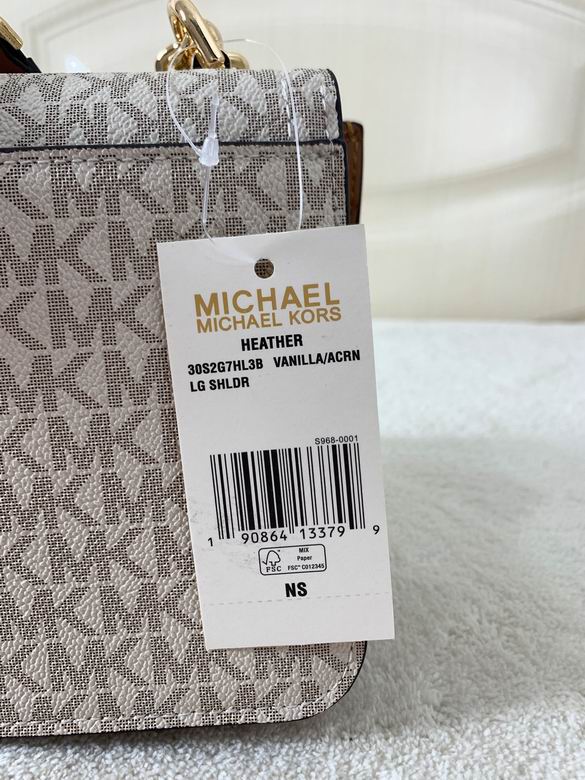 MICHAEL
MICHAEL KORS
HEATHER
30S2G7HL3B VANILLA/ACRN
LG SHLDR
S968-0001
1 90864 13379 9
FSC
MIX
Paper
FSC™ C012345
NS